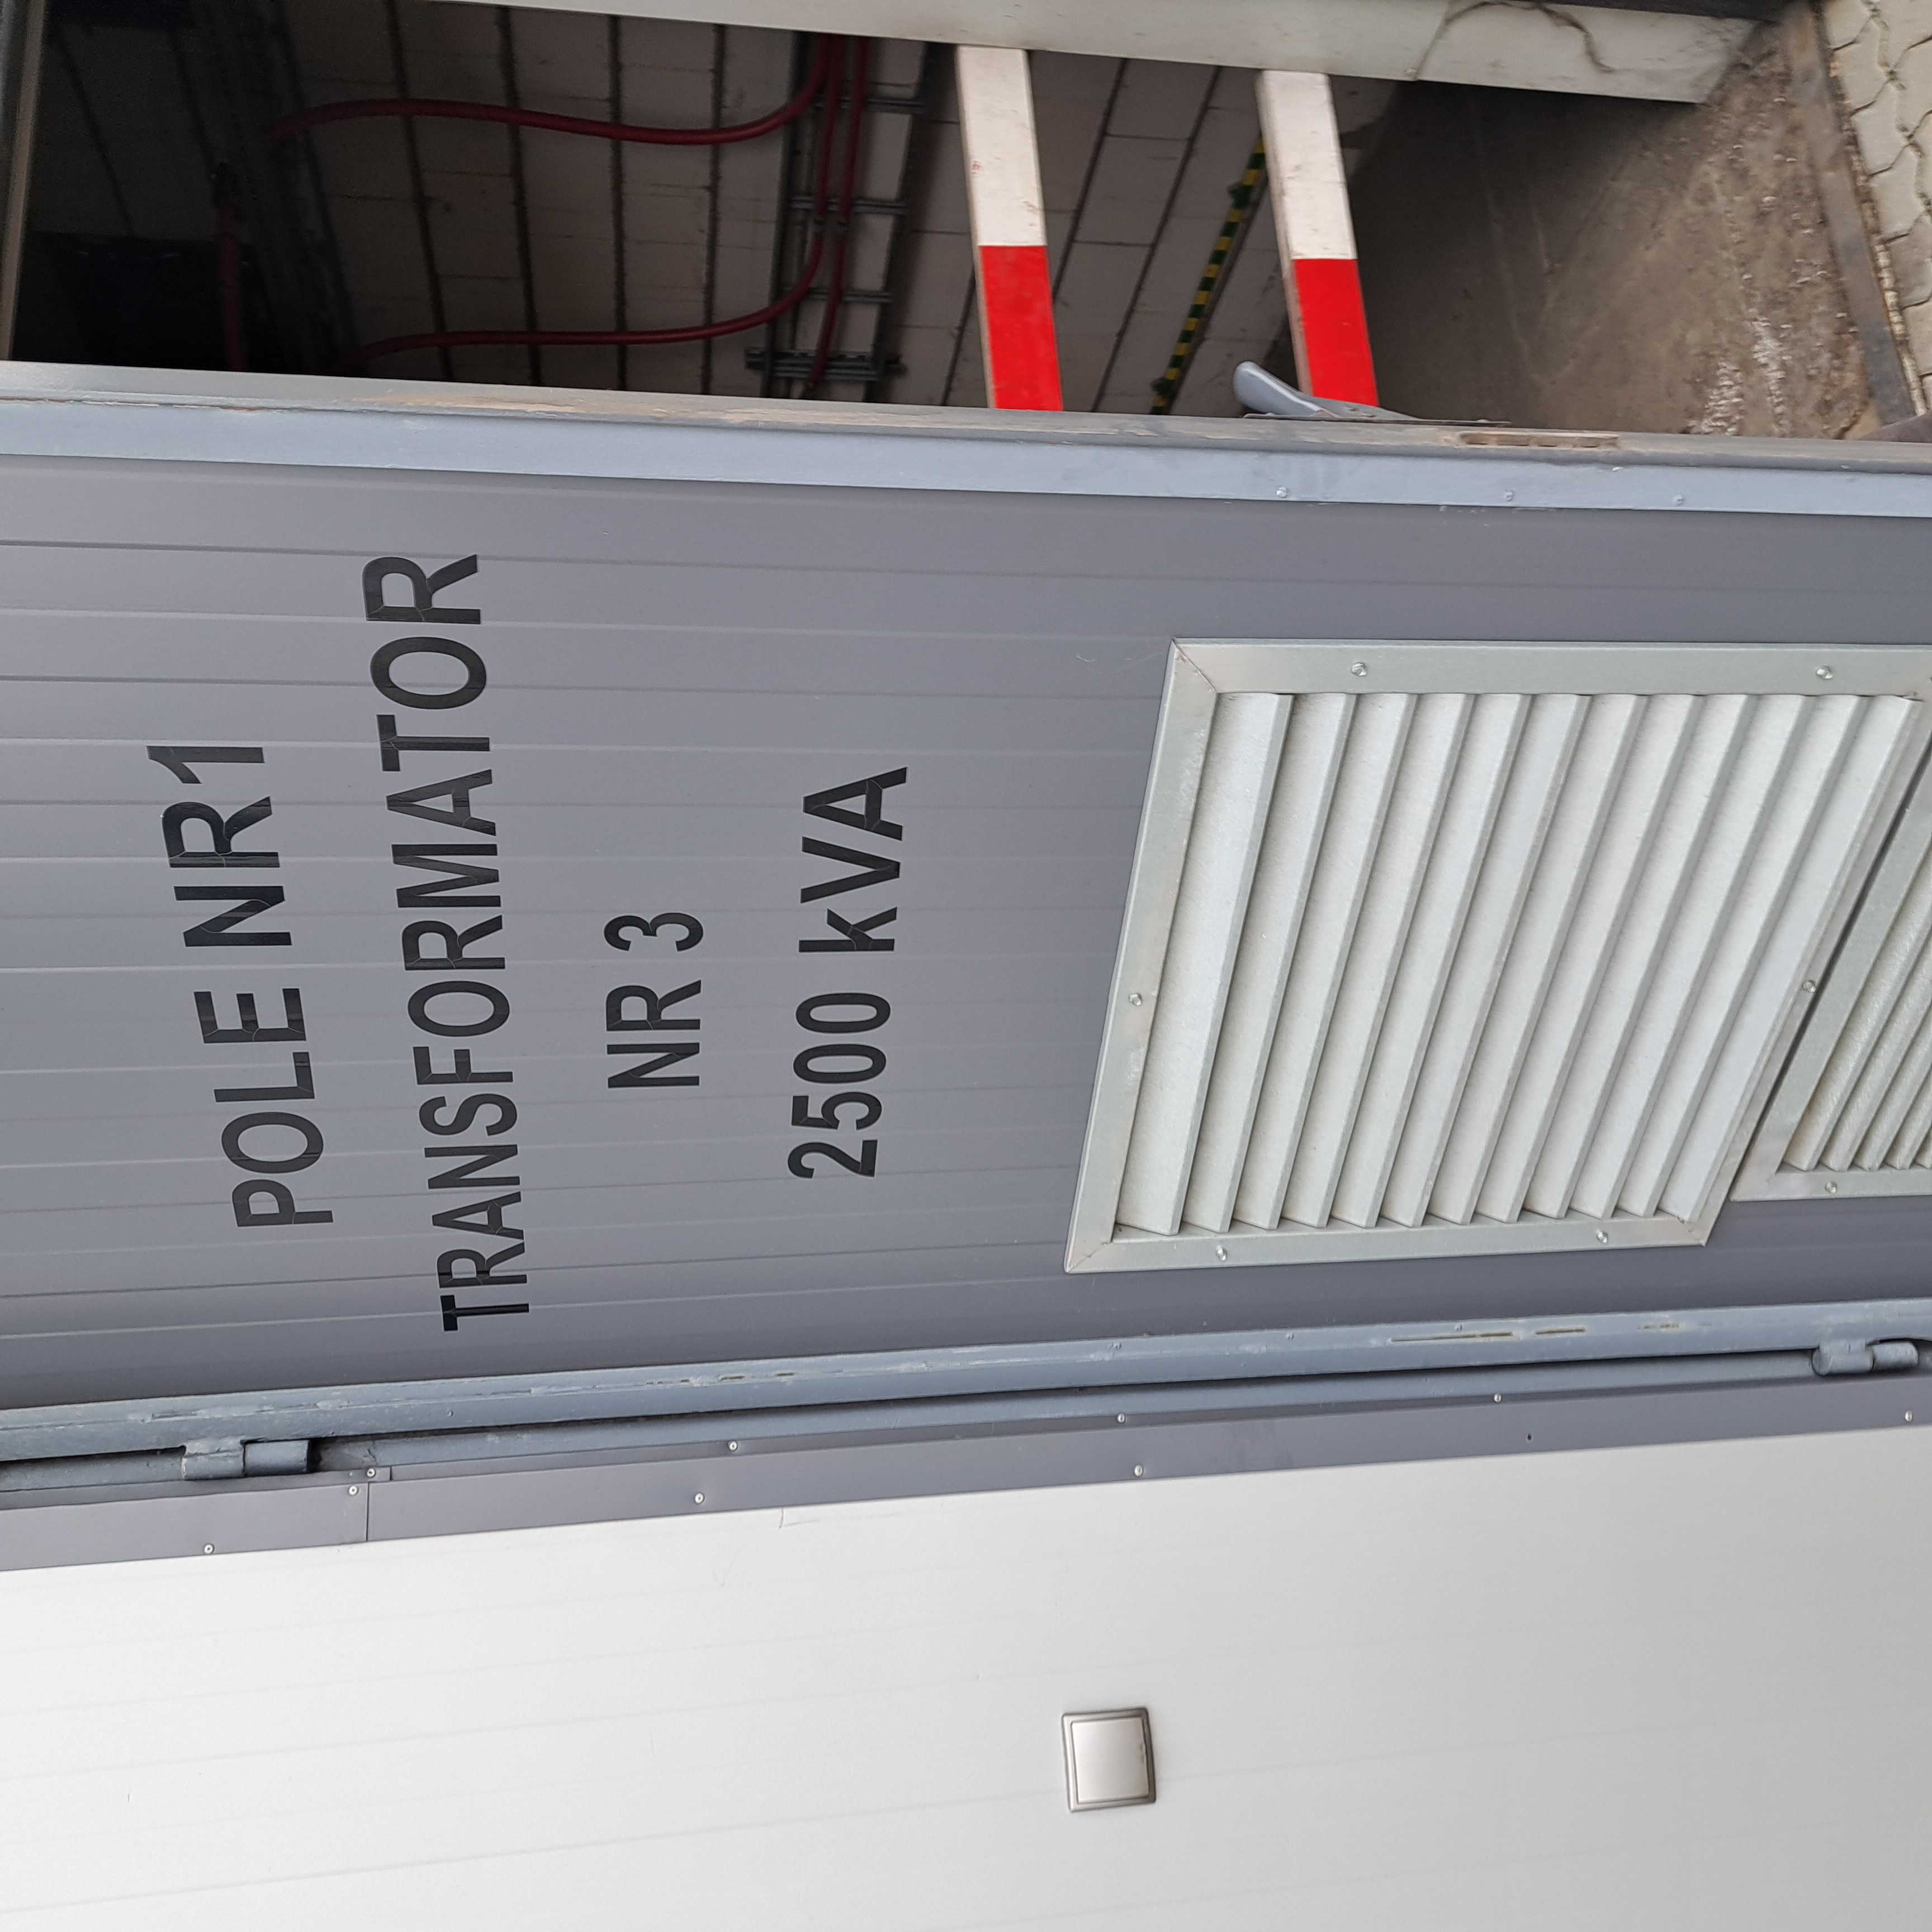 POLE NR1
TRANSFORMATOR
NR 3
2500 kVA